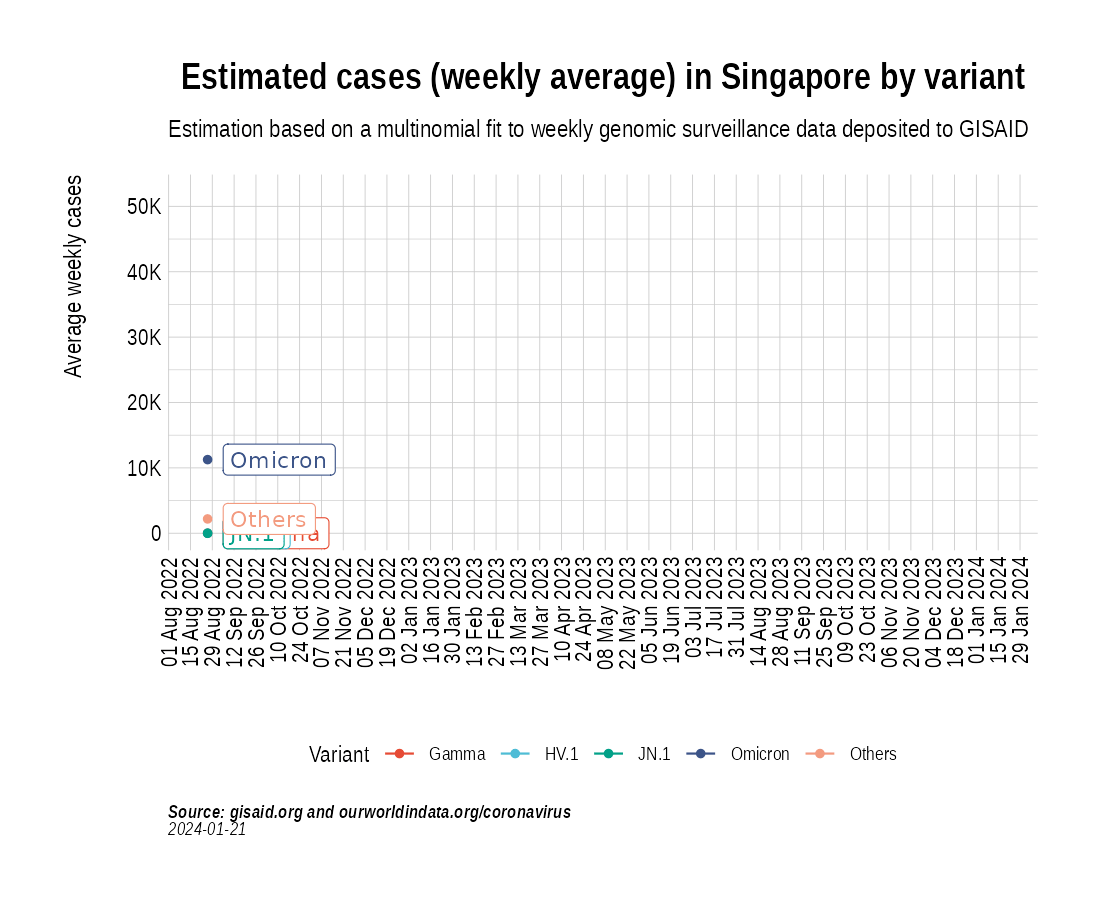 Estimated cases (weekly average) in Singapore by variant
Estimation based on a multinomial fit to weekly genomic surveillance data deposited to GISAID
Average weekly cases
50K
40K
30K
20K
10K
0
Omicron
Others
JN.1
na
01 Aug 2022
15 Aug 2022
29 Aug 2022
12 Sep 2022
26 Sep 2022
10 Oct 2022
24 Oct 2022
07 Nov 2022
21 Nov 2022
05 Dec 2022
19 Dec 2022
02 Jan 2023
16 Jan 2023
30 Jan 2023
13 Feb 2023
27 Feb 2023
13 Mar 2023
27 Mar 2023
10 Apr 2023
24 Apr 2023
08 May 2023
22 May 2023
05 Jun 2023
19 Jun 2023
03 Jul 2023
17 Jul 2023
31 Jul 2023
14 Aug 2023
28 Aug 2023
11 Sep 2023
25 Sep 2023
09 Oct 2023
23 Oct 2023
06 Nov 2023
20 Nov 2023
04 Dec 2023
18 Dec 2023
01 Jan 2024
15 Jan 2024
29 Jan 2024
Variant Gamma HV.1 JN.1 Omicron Others
Source: gisaid.org and ourworldindata.org/coronavirus
2024-01-21